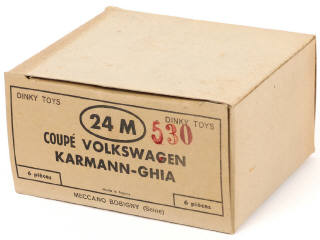 DINKY TOYS
24 M
DINKY TOYS
530
COUPÉ VOLKSWAGEN
KARMANN-GHIA
6 pièces
6 pièces
MECCANO BOBIGNY (Seine)